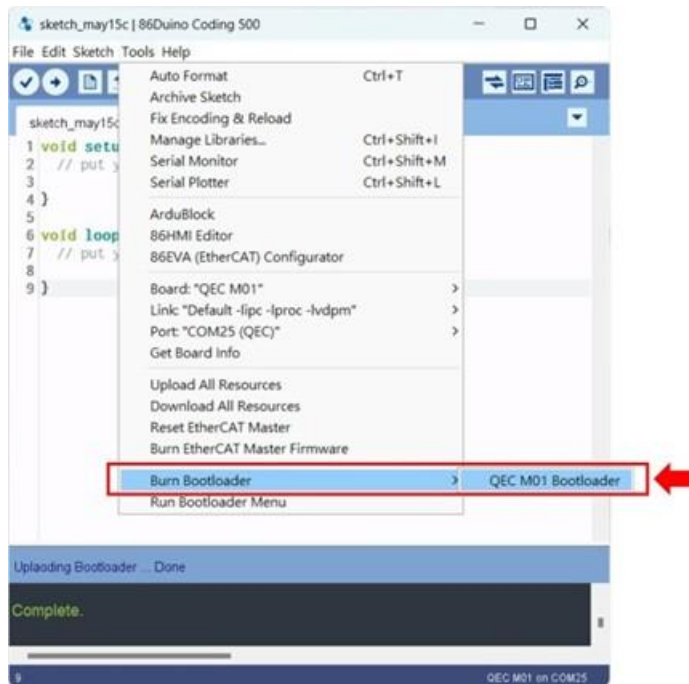 sketch_may15c | 86Duino Coding 500
File Edit Sketch Tools Help
sketch_may15c
Auto Format Ctrl+T
Archive Sketch
Fix Encoding & Reload
Manage Libraries... Ctrl+Shift+I
Serial Monitor Ctrl+Shift+M
Serial Plotter Ctrl+Shift+L
ArduBlock
86HMI Editor
86EVA (EtherCAT) Configurator
Board: "QEC M01"
Link: "Default -lipc -lproc -lvdpm"
Port: "COM25 (QEC)"
Get Board Info
Upload All Resources
Download All Resources
Reset EtherCAT Master
Burn EtherCAT Master Firmware
Burn Bootloader
QEC M01 Bootloader
Run Bootloader Menu
1 void setu
2 // put y
3
4 }
5
6 void loop
7 // put y
8
9 }
Uplaoding Bootloader ... Done
Complete.
9
QEC M01 on COM25